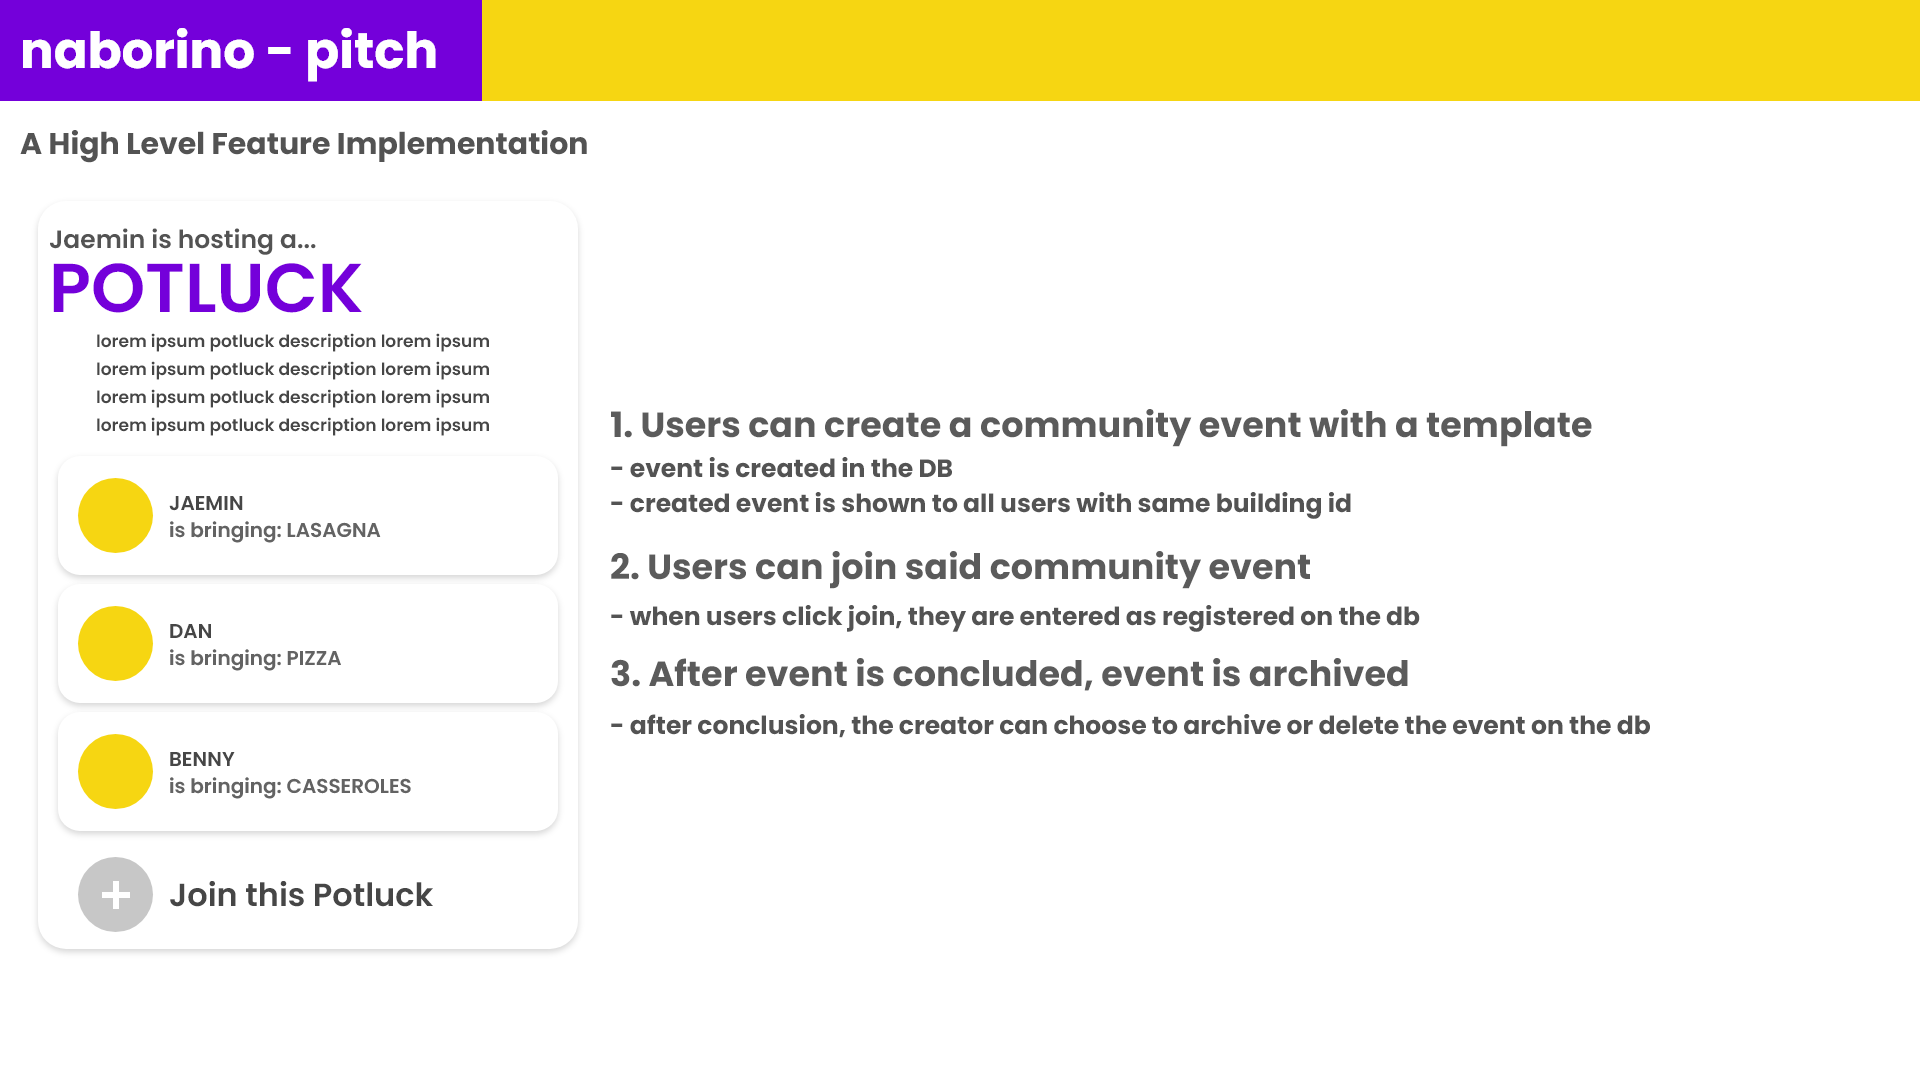 naborino - pitch
A High Level Feature Implementation
Jaemin is hosting a...
POTLUCK
lorem ipsum potluck description lorem ipsum
lorem ipsum potluck description lorem ipsum
lorem ipsum potluck description lorem ipsum
lorem ipsum potluck description lorem ipsum
JAEMIN
is bringing: LASAGNA
DAN
is bringing: PIZZA
BENNY
is bringing: CASSEROLES
+ Join this Potluck
1. Users can create a community event with a template
- event is created in the DB
- created event is shown to all users with same building id
2. Users can join said community event
- when users click join, they are entered as registered on the db
3. After event is concluded, event is archived
- after conclusion, the creator can choose to archive or delete the event on the db